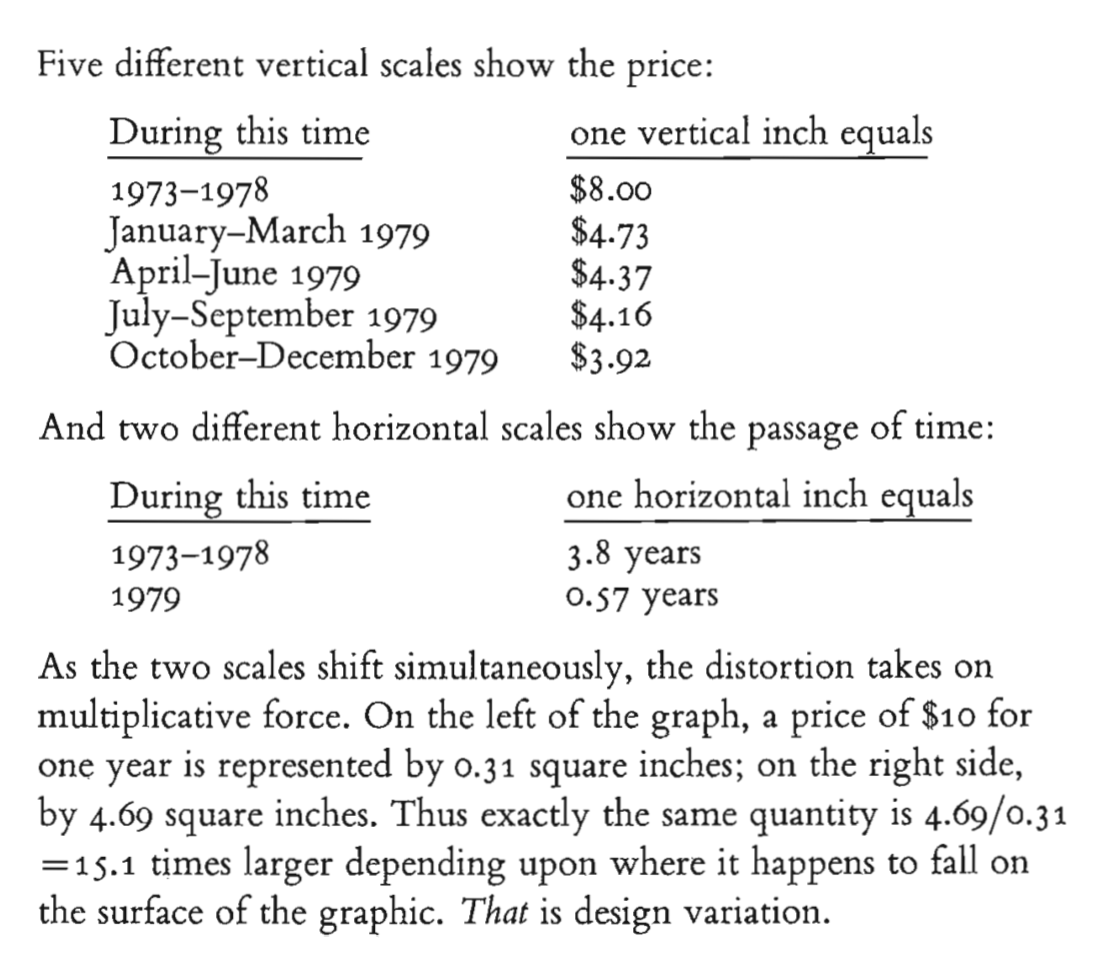 Five different vertical scales show the price:
During this time one vertical inch equals
1973–1978 $8.00
January–March 1979 $4.73
April–June 1979 $4.37
July–September 1979 $4.16
October–December 1979 $3.92
And two different horizontal scales show the passage of time:
During this time one horizontal inch equals
1973–1978 3.8 years
1979 0.57 years
As the two scales shift simultaneously, the distortion takes on
multiplicative force. On the left of the graph, a price of $10 for
one year is represented by 0.31 square inches; on the right side,
by 4.69 square inches. Thus exactly the same quantity is 4.69/0.31
=15.1 times larger depending upon where it happens to fall on
the surface of the graphic. That is design variation.